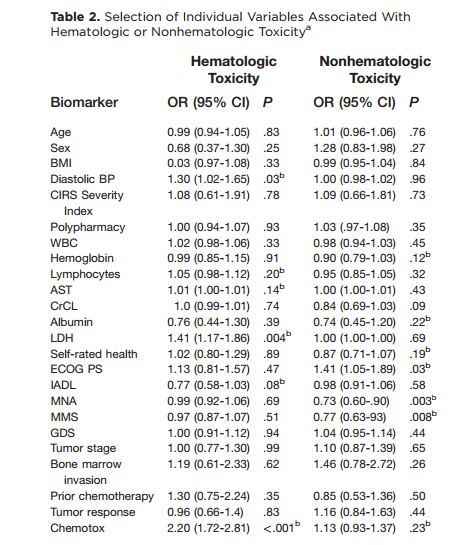 Table 2. Selection of Individual Variables Associated With
Hematologic or Nonhematologic Toxicityᵃ
Hematologic Nonhematologic
Toxicity Toxicity
Biomarker OR (95% CI) P OR (95% CI) P
Age 0.99 (0.94-1.05) .83 1.01 (0.96-1.06) .76
Sex 0.68 (0.37-1.30) .25 1.28 (0.83-1.98) .27
BMI 0.03 (0.97-1.08) .33 0.99 (0.95-1.04) .84
Diastolic BP 1.30 (1.02-1.65) .03ᵇ 1.00 (0.98-1.02) .96
CIRS Severity 1.08 (0.61-1.91) .78 1.09 (0.66-1.81) .73
Index
Polypharmacy 1.00 (0.94-1.07) .93 1.03 (.97-1.08) .35
WBC 1.02 (0.98-1.06) .33 0.98 (0.94-1.03) .45
Hemoglobin 0.99 (0.85-1.15) .91 0.90 (0.79-1.03) .12ᵇ
Lymphocytes 1.05 (0.98-1.12) .20ᵇ 0.95 (0.85-1.05) .32
AST 1.01 (1.00-1.01) .14ᵇ 1.00 (1.00-1.01) .43
CrCL 1.0 (0.99-1.01) .74 0.84 (0.69-1.03) .09
Albumin 0.76 (0.44-1.30) .39 0.74 (0.45-1.20) .22ᵇ
LDH 1.41 (1.17-1.86) .004ᵇ 1.00 (1.00-1.00) .69
Self-rated health 1.02 (0.80-1.29) .89 0.87 (0.71-1.07) .19ᵇ
ECOG PS 1.13 (0.81-1.57) .47 1.41 (1.05-1.89) .03ᵇ
IADL 0.77 (0.58-1.03) .08ᵇ 0.98 (0.91-1.06) .58
MNA 0.99 (0.92-1.06) .69 0.73 (0.60-.90) .003ᵇ
MMS 0.97 (0.87-1.07) .51 0.77 (0.63-93) .008ᵇ
GDS 1.00 (0.91-1.12) .94 1.04 (0.95-1.14) .44
Tumor stage 1.00 (0.77-1.30) .99 1.10 (0.87-1.39) .65
Bone marrow 1.19 (0.61-2.33) .62 1.46 (0.78-2.72) .26
invasion
Prior chemotherapy 1.30 (0.75-2.24) .35 0.85 (0.53-1.36) .50
Tumor response 0.96 (0.66-1.4) .83 1.16 (0.84-1.63) .44
Chemotox 2.20 (1.72-2.81) <.001ᵇ 1.13 (0.93-1.37) .23ᵇ